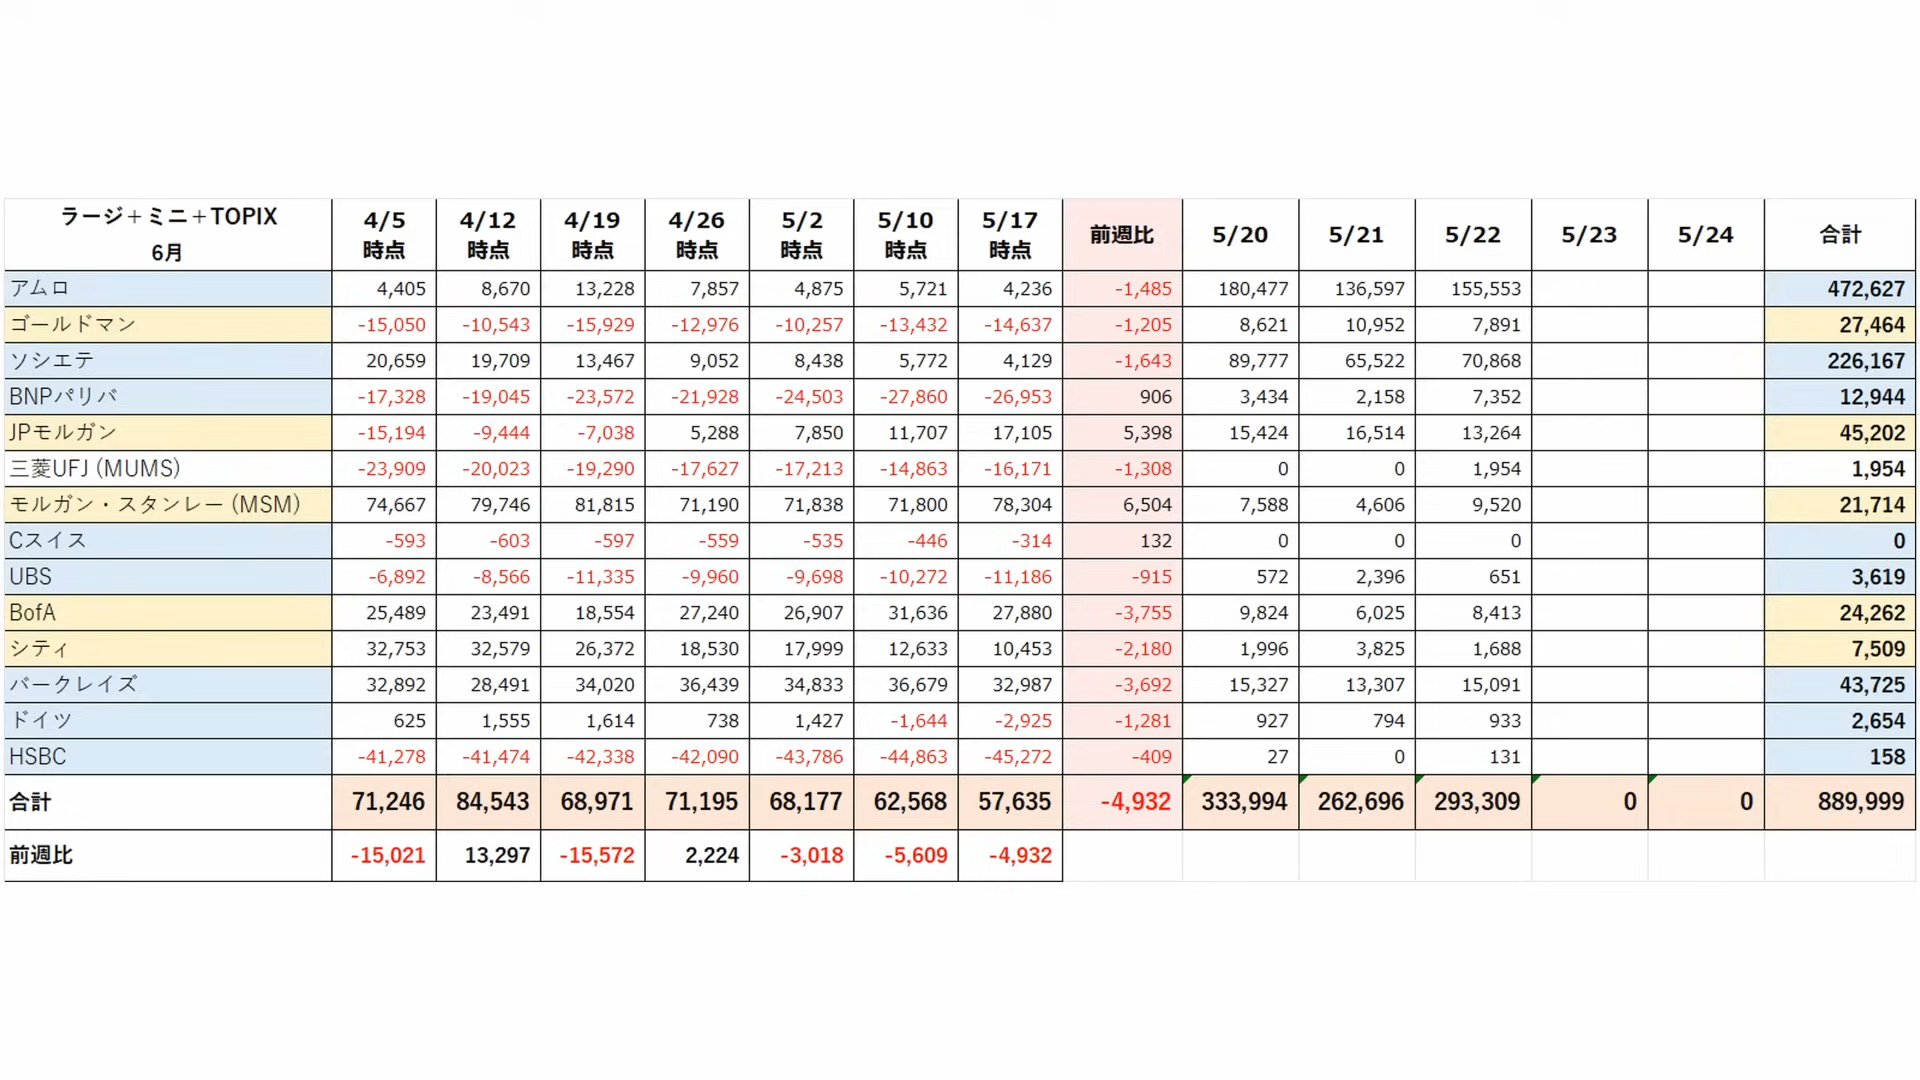 ラージ＋ミニ＋TOPIX 6月 4/5時点 4/12時点 4/19時点 4/26時点 5/2時点 5/10時点 5/17時点 前週比 5/20 5/21 5/22 5/23 5/24 合計
アムロ 4,405 8,670 13,228 7,857 4,875 5,721 4,236 -1,485 180,477 136,597 155,553 472,627
ゴールドマン -15,050 -10,543 -15,929 -12,976 -10,257 -13,432 -14,637 -1,205 8,621 10,952 7,891 27,464
ソシエテ 20,659 19,709 13,467 9,052 8,438 5,772 4,129 -1,643 89,777 65,522 70,868 226,167
BNPパリバ -17,328 -19,045 -23,572 -21,928 -24,503 -27,860 -26,953 906 3,434 2,158 7,352 12,944
JPモルガン -15,194 -9,444 -7,038 5,288 7,850 11,707 17,105 5,398 15,424 16,514 13,264 45,202
三菱UFJ (MUMS) -23,909 -20,023 -19,290 -17,627 -17,213 -14,863 -16,171 -1,308 0 0 1,954 1,954
モルガン・スタンレー (MSM) 74,667 79,746 81,815 71,190 71,838 71,800 78,304 6,504 7,588 4,606 9,520 21,714
Cスイス -593 -603 -597 -559 -535 -446 -314 132 0 0 0 0
UBS -6,892 -8,566 -11,335 -9,960 -9,698 -10,272 -11,186 -915 572 2,396 651 3,619
BofA 25,489 23,491 18,554 27,240 26,907 31,636 27,880 -3,755 9,824 6,025 8,413 24,262
シティ 32,753 32,579 26,372 18,530 17,999 12,633 10,453 -2,180 1,996 3,825 1,688 7,509
バークレイズ 32,892 28,491 34,020 36,439 34,833 36,679 32,987 -3,692 15,327 13,307 15,091 43,725
ドイツ 625 1,555 1,614 738 1,427 -1,644 -2,925 -1,281 927 794 933 2,654
HSBC -41,278 -41,474 -42,338 -42,090 -43,786 -44,863 -45,272 -409 27 0 131 158
合計 71,246 84,543 68,971 71,195 68,177 62,568 57,635 -4,932 333,994 262,696 293,309 0 0 889,999
前週比 -15,021 13,297 -15,572 2,224 -3,018 -5,609 -4,932